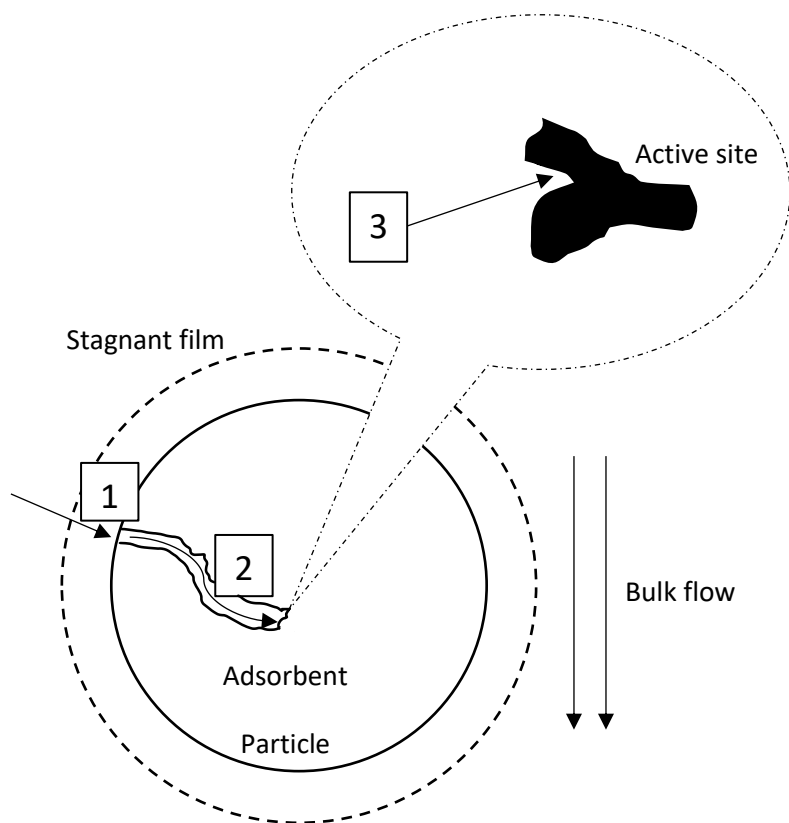 Active site
3
Stagnant film
1
2
Bulk flow
Adsorbent
Particle